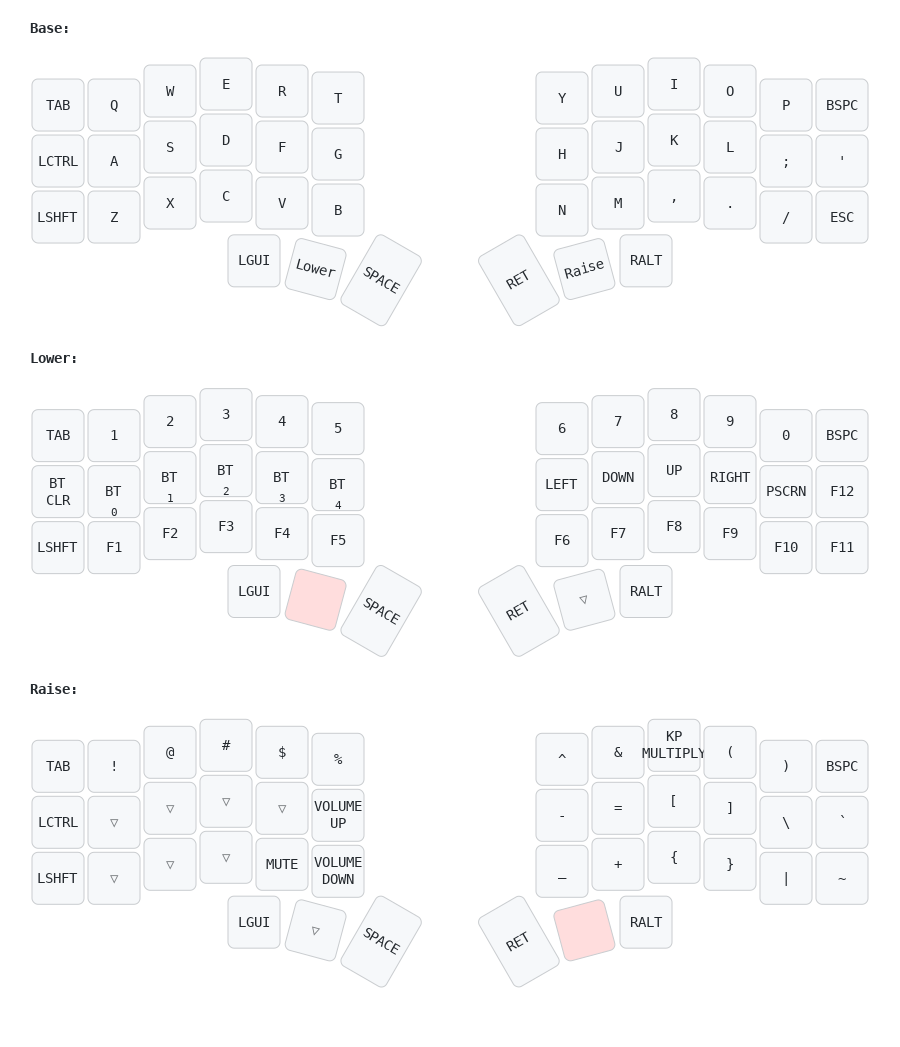 Base:
TAB Q W E R T Y U I O P BSPC
LCTRL A S D F G H J K L ; '
LSHFT Z X C V B N M , . / ESC
LGUI Lower SPACE RET Raise RALT
Lower:
TAB 1 2 3 4 5 6 7 8 9 0 BSPC
BT CLR BT 0 BT 1 BT 2 BT 3 BT 4 LEFT DOWN UP RIGHT PSCRN F12
LSHFT F1 F2 F3 F4 F5 F6 F7 F8 F9 F10 F11
LGUI SPACE RET ▽ RALT
Raise:
TAB ! @ # $ % ^ & KP MULTIPLY ( ) BSPC
LCTRL ▽ ▽ ▽ ▽ VOLUME UP - = [ ] \ `
LSHFT ▽ ▽ ▽ MUTE VOLUME DOWN _ + { } | ~
LGUI ▽ SPACE RET RALT